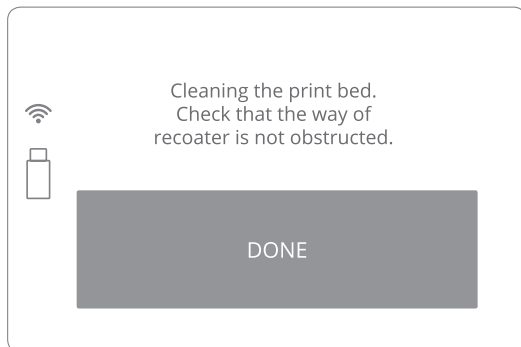 Cleaning the print bed.
Check that the way of
recoater is not obstructed.
DONE